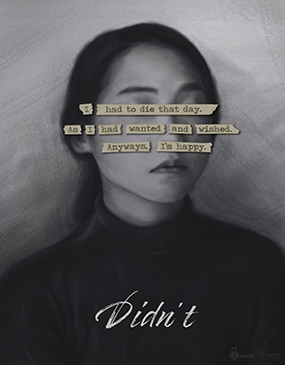 I had to die that day.
As I had wanted and wished.
Anyways, I'm happy.
Didn't